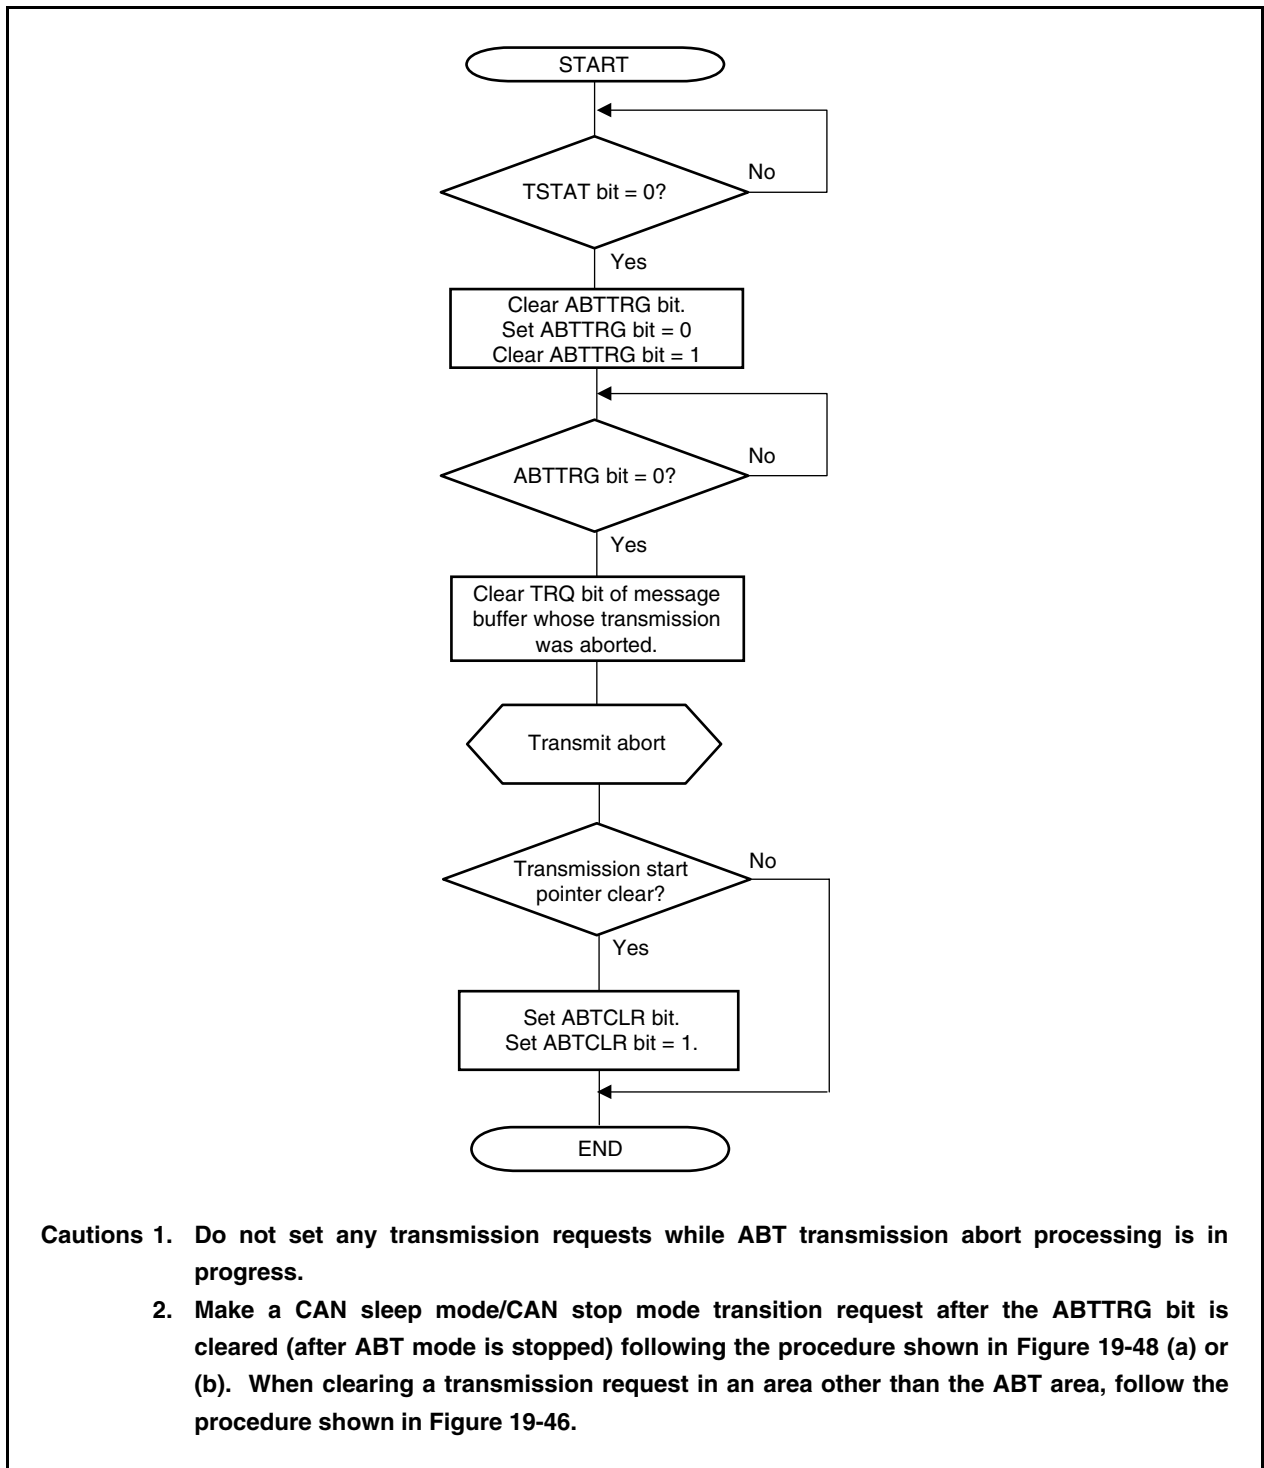 START
TSTAT bit = 0?
No
Yes
Clear ABTTRG bit.
Set ABTTRG bit = 0
Clear ABTTRG bit = 1
ABTTRG bit = 0?
No
Yes
Clear TRQ bit of message
buffer whose transmission
was aborted.
Transmit abort
Transmission start
pointer clear?
No
Yes
Set ABTCLR bit.
Set ABTCLR bit = 1.
END
Cautions 1. Do not set any transmission requests while ABT transmission abort processing is in
progress.
2. Make a CAN sleep mode/CAN stop mode transition request after the ABTTRG bit is
cleared (after ABT mode is stopped) following the procedure shown in Figure 19-48 (a) or
(b). When clearing a transmission request in an area other than the ABT area, follow the
procedure shown in Figure 19-46.